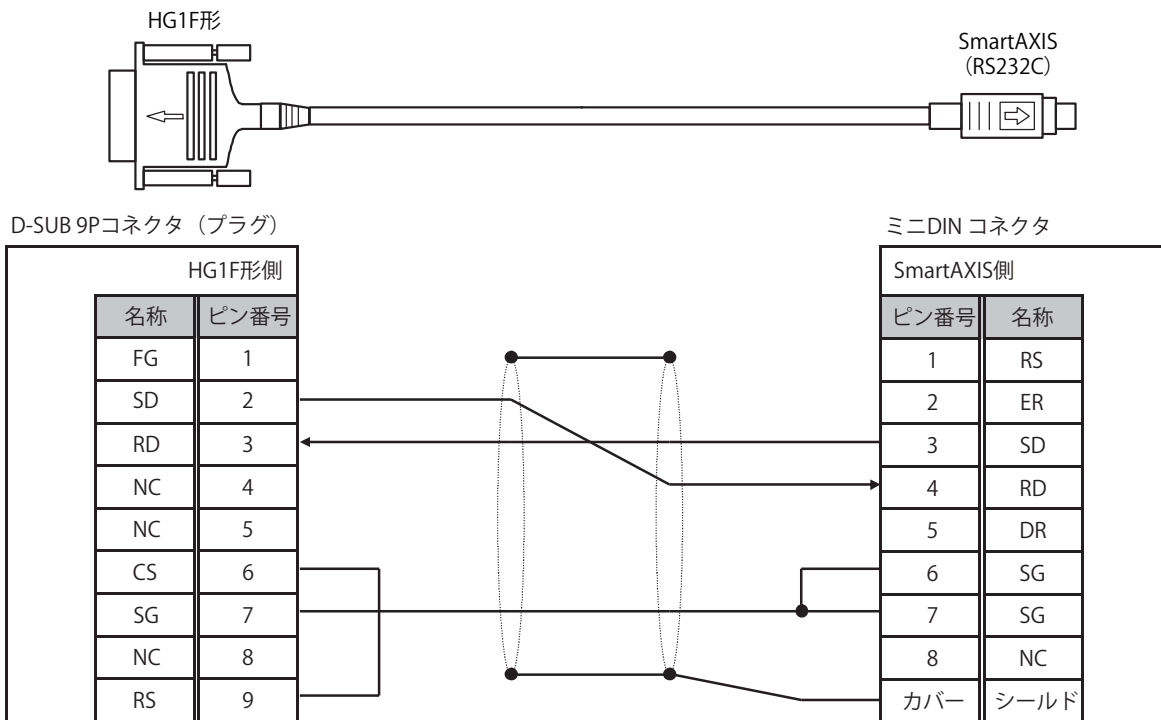 HG1F形
SmartAXIS
（RS232C）
D-SUB 9Pコネクタ（プラグ）
ミニDIN コネクタ
HG1F形側
名称 ピン番号
FG 1
SD 2
RD 3
NC 4
NC 5
CS 6
SG 7
NC 8
RS 9
SmartAXIS側
ピン番号 名称
1 RS
2 ER
3 SD
4 RD
5 DR
6 SG
7 SG
8 NC
カバー シールド